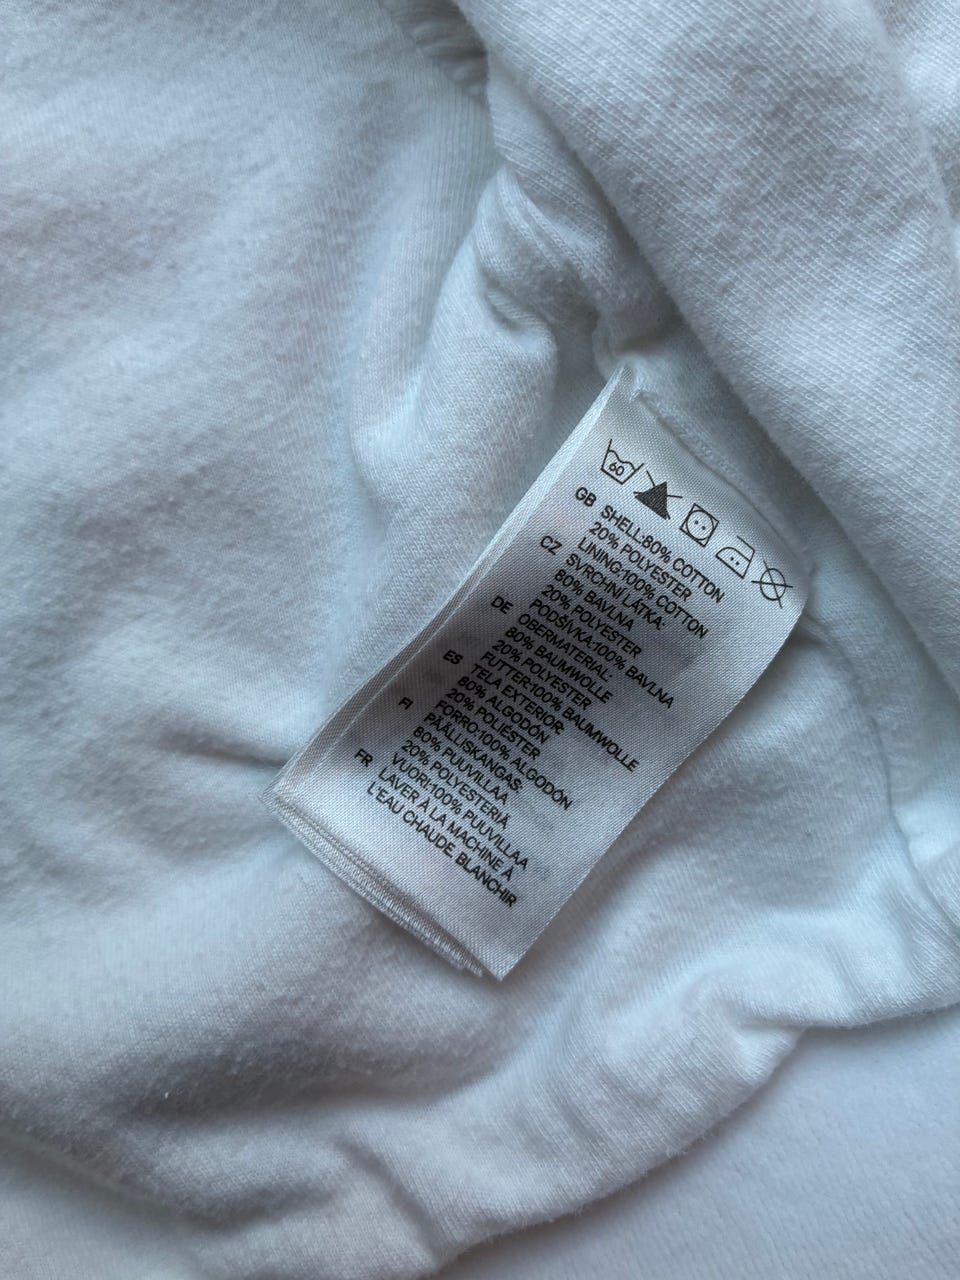 60
GB SHELL:80% COTTON
20% POLYESTER
LINING:100% COTTON
CZ SVRCHNÍ LÁTKA:
80% BAVLNA
20% POLYESTER
PODŠÍVKA:100% BAVLNA
DE OBERMATERIAL:
80% BAUMWOLLE
20% POLYESTER
FUTTER:100% BAUMWOLLE
ES TELA EXTERIOR:
80% ALGODÓN
20% POLIÉSTER
FORRO:100% ALGODÓN
FI PÄÄLLISKANGAS:
80% PUUVILLAA
20% POLYESTERIÄ
VUORI:100% PUUVILLAA
FR LAVER À LA MACHINE À
L'EAU CHAUDE. BLANCHIR